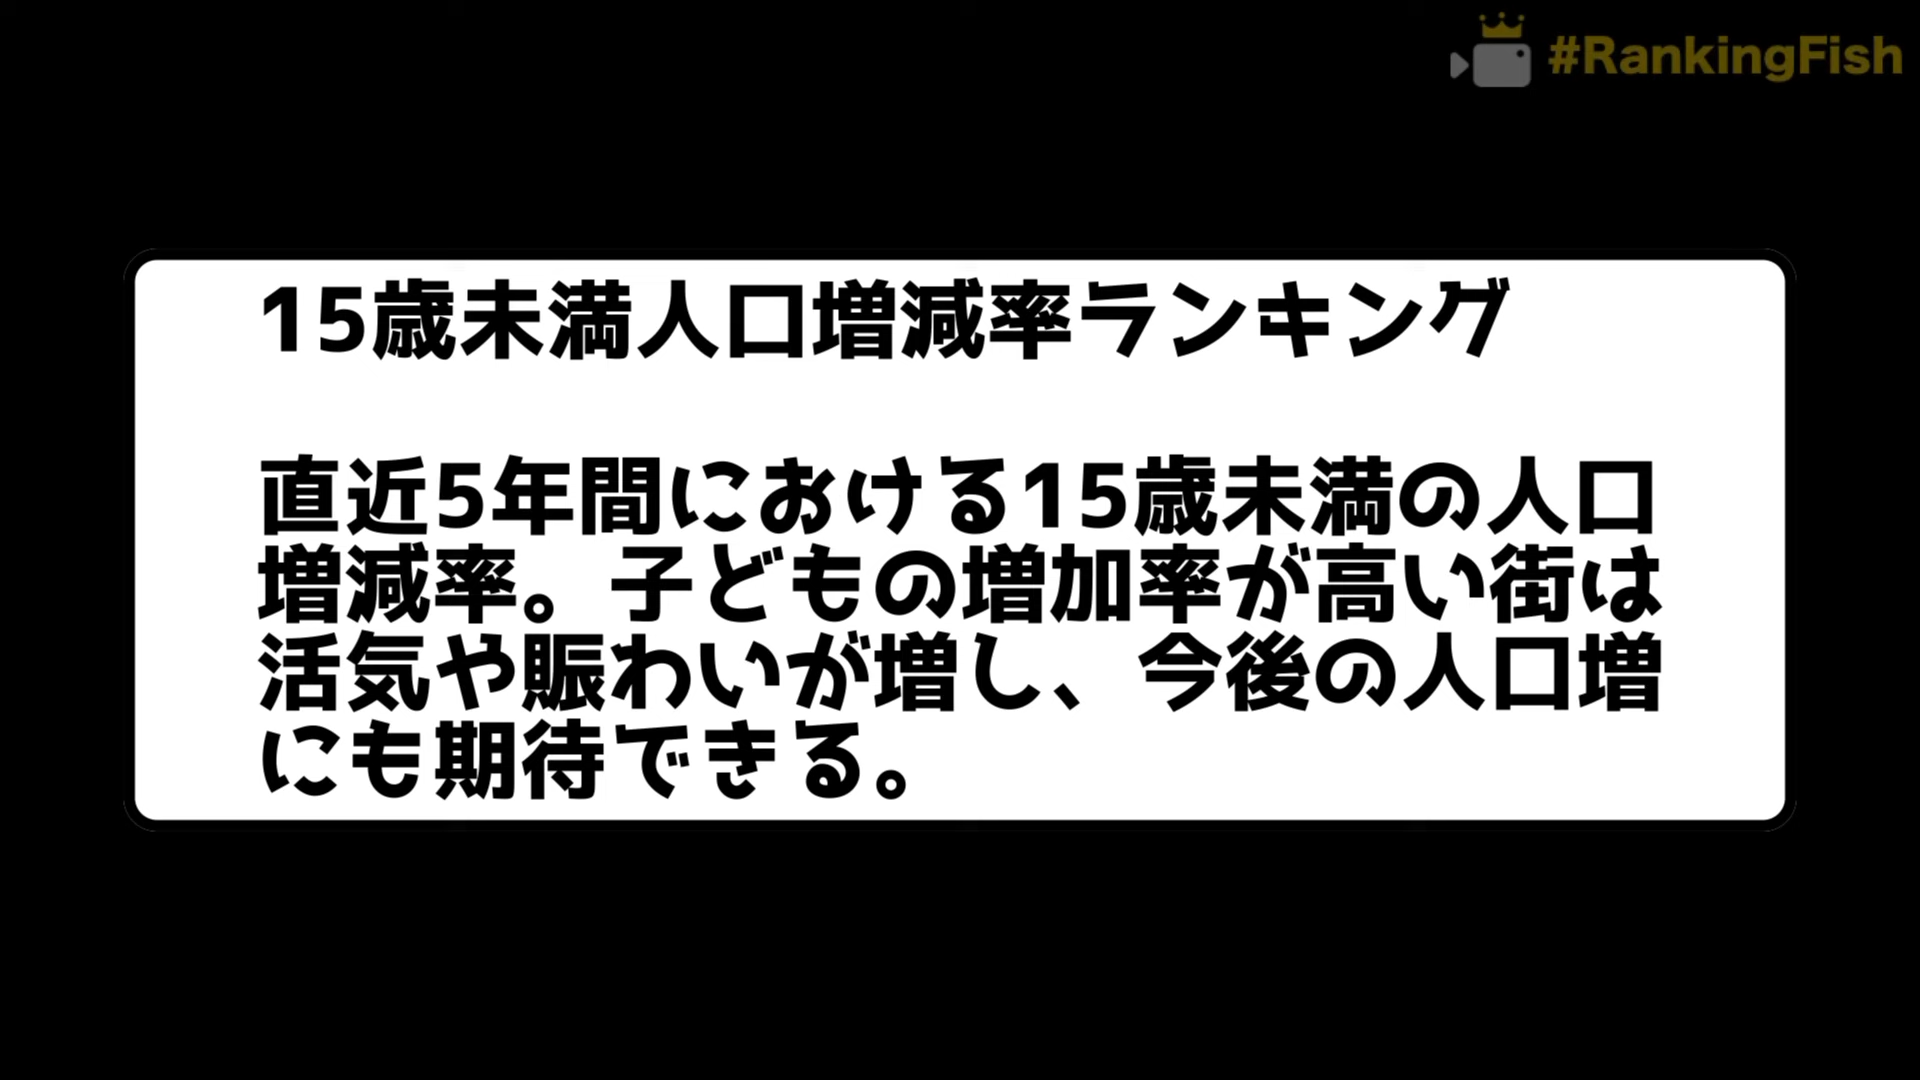 #RankingFish
15歳未満人口増減率ランキング
直近5年間における15歳未満の人口
増減率。子どもの増加率が高い街は
活気や賑わいが増し、今後の人口増
にも期待できる。